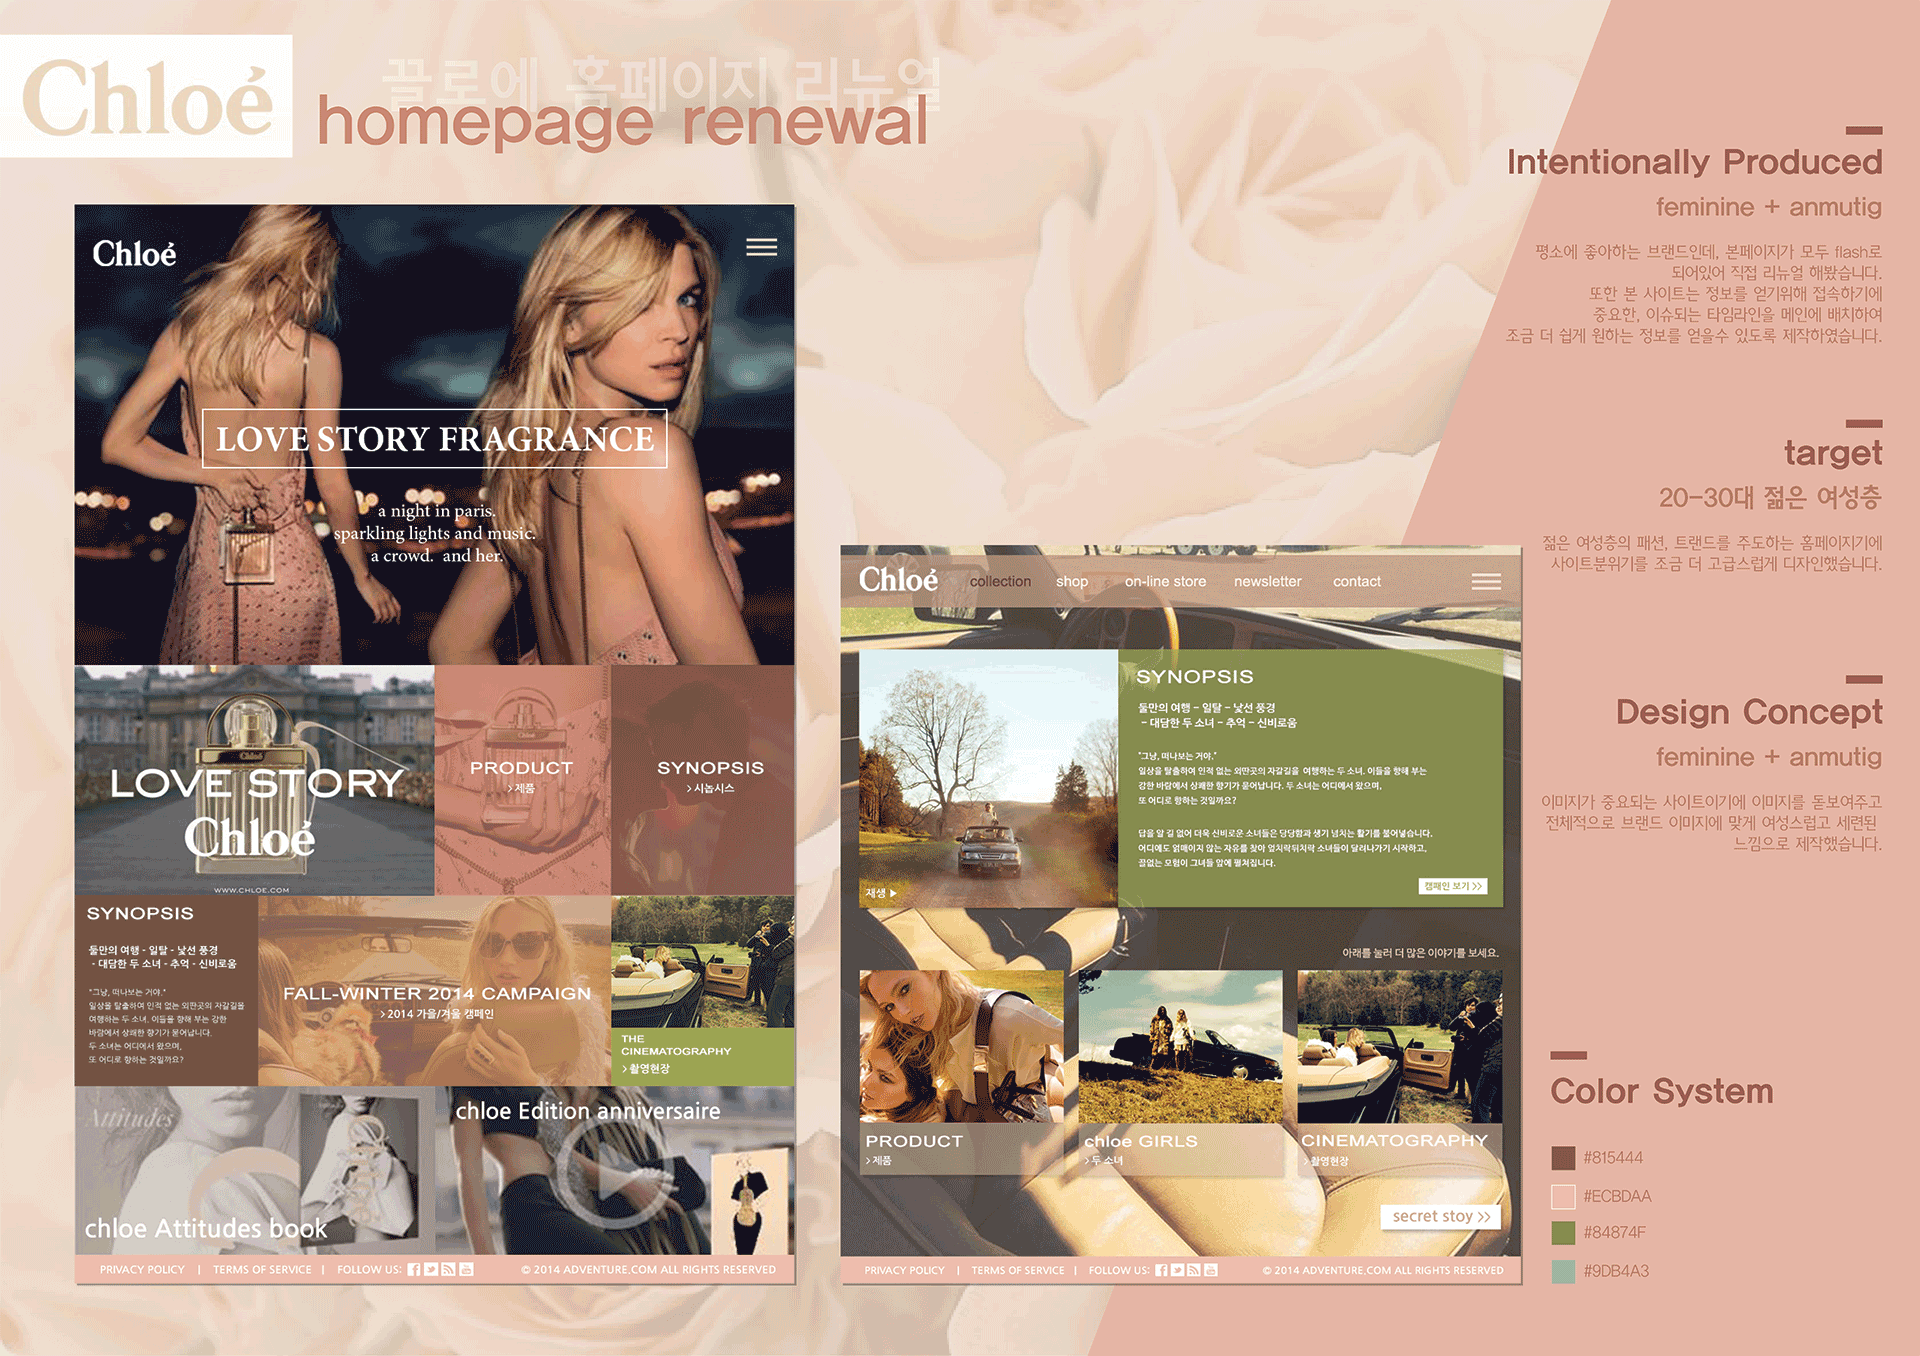 Chloé
끌로에 홈페이지 리뉴얼
homepage renewal
Chloé
LOVE STORY FRAGRANCE
a night in paris.
sparkling lights and music.
a crowd. and her.
LOVE STORY
Chloé
WWW.CHLOE.COM
PRODUCT
> 제품
SYNOPSIS
> 시놉시스
SYNOPSIS
둘만의 여행 - 일탈 - 낯선 풍경
- 대담한 두 소녀 - 추억 - 신비로움
"그냥, 떠나보는 거야."
일상을 탈출하여 인적 없는 외딴곳의 자갈길을
여행하는 두 소녀. 이들을 향해 부는 강한
바람에서 상쾌한 향기가 묻어납니다.
두 소녀는 어디에서 왔으며,
또 어디로 향하는 것일까요?
FALL-WINTER 2014 CAMPAIGN
> 2014 가을/겨울 캠페인
THE
CINEMATOGRAPHY
> 촬영현장
Attitudes
chloe Attitudes book
chloe Edition anniversaire
PRIVACY POLICY | TERMS OF SERVICE | FOLLOW US:
© 2014 ADVENTURE.COM ALL RIGHTS RESERVED
Chloé
collection shop on-line store newsletter contact
SYNOPSIS
둘만의 여행 - 일탈 - 낯선 풍경
- 대담한 두 소녀 - 추억 - 신비로움
"그냥, 떠나보는 거야."
일상을 탈출하여 인적 없는 외딴곳의 자갈길을 여행하는 두 소녀. 이들을 향해 부는
강한 바람에서 상쾌한 향기가 묻어납니다. 두 소녀는 어디에서 왔으며,
또 어디로 향하는 것일까요?
답을 알 길 없어 더욱 신비로운 소녀들은 당당함과 생기 넘치는 활기를 불어넣습니다.
어디에도 얽매이지 않는 자유를 찾아 엎치락뒤치락 소녀들이 달려나가기 시작하고,
끝없는 모험이 그녀들 앞에 펼쳐집니다.
캠페인 보기 >>
재생 ▶
아래를 눌러 더 많은 이야기를 보세요.
PRODUCT
> 제품
chloe GIRLS
> 두 소녀
CINEMATOGRAPHY
> 촬영현장
secret stoy >>
PRIVACY POLICY | TERMS OF SERVICE | FOLLOW US:
© 2014 ADVENTURE.COM ALL RIGHTS RESERVED
Intentionally Produced
feminine + anmutig
평소에 좋아하는 브랜드인데, 본페이지가 모두 flash로
되어있어 직접 리뉴얼 해봤습니다.
또한 본 사이트는 정보를 얻기위해 접속하기에
중요한, 이슈되는 타임라인을 메인에 배치하여
조금 더 쉽게 원하는 정보를 얻을수 있도록 제작하였습니다.
target
20-30대 젊은 여성층
젊은 여성층의 패션, 트랜드를 주도하는 홈페이지기에
사이트분위기를 조금 더 고급스럽게 디자인했습니다.
Design Concept
feminine + anmutig
이미지가 중요되는 사이트이기에 이미지를 돋보여주고
전체적으로 브랜드 이미지에 맞게 여성스럽고 세련된
느낌으로 제작했습니다.
Color System
#815444
#ECBDAA
#84874F
#9DB4A3